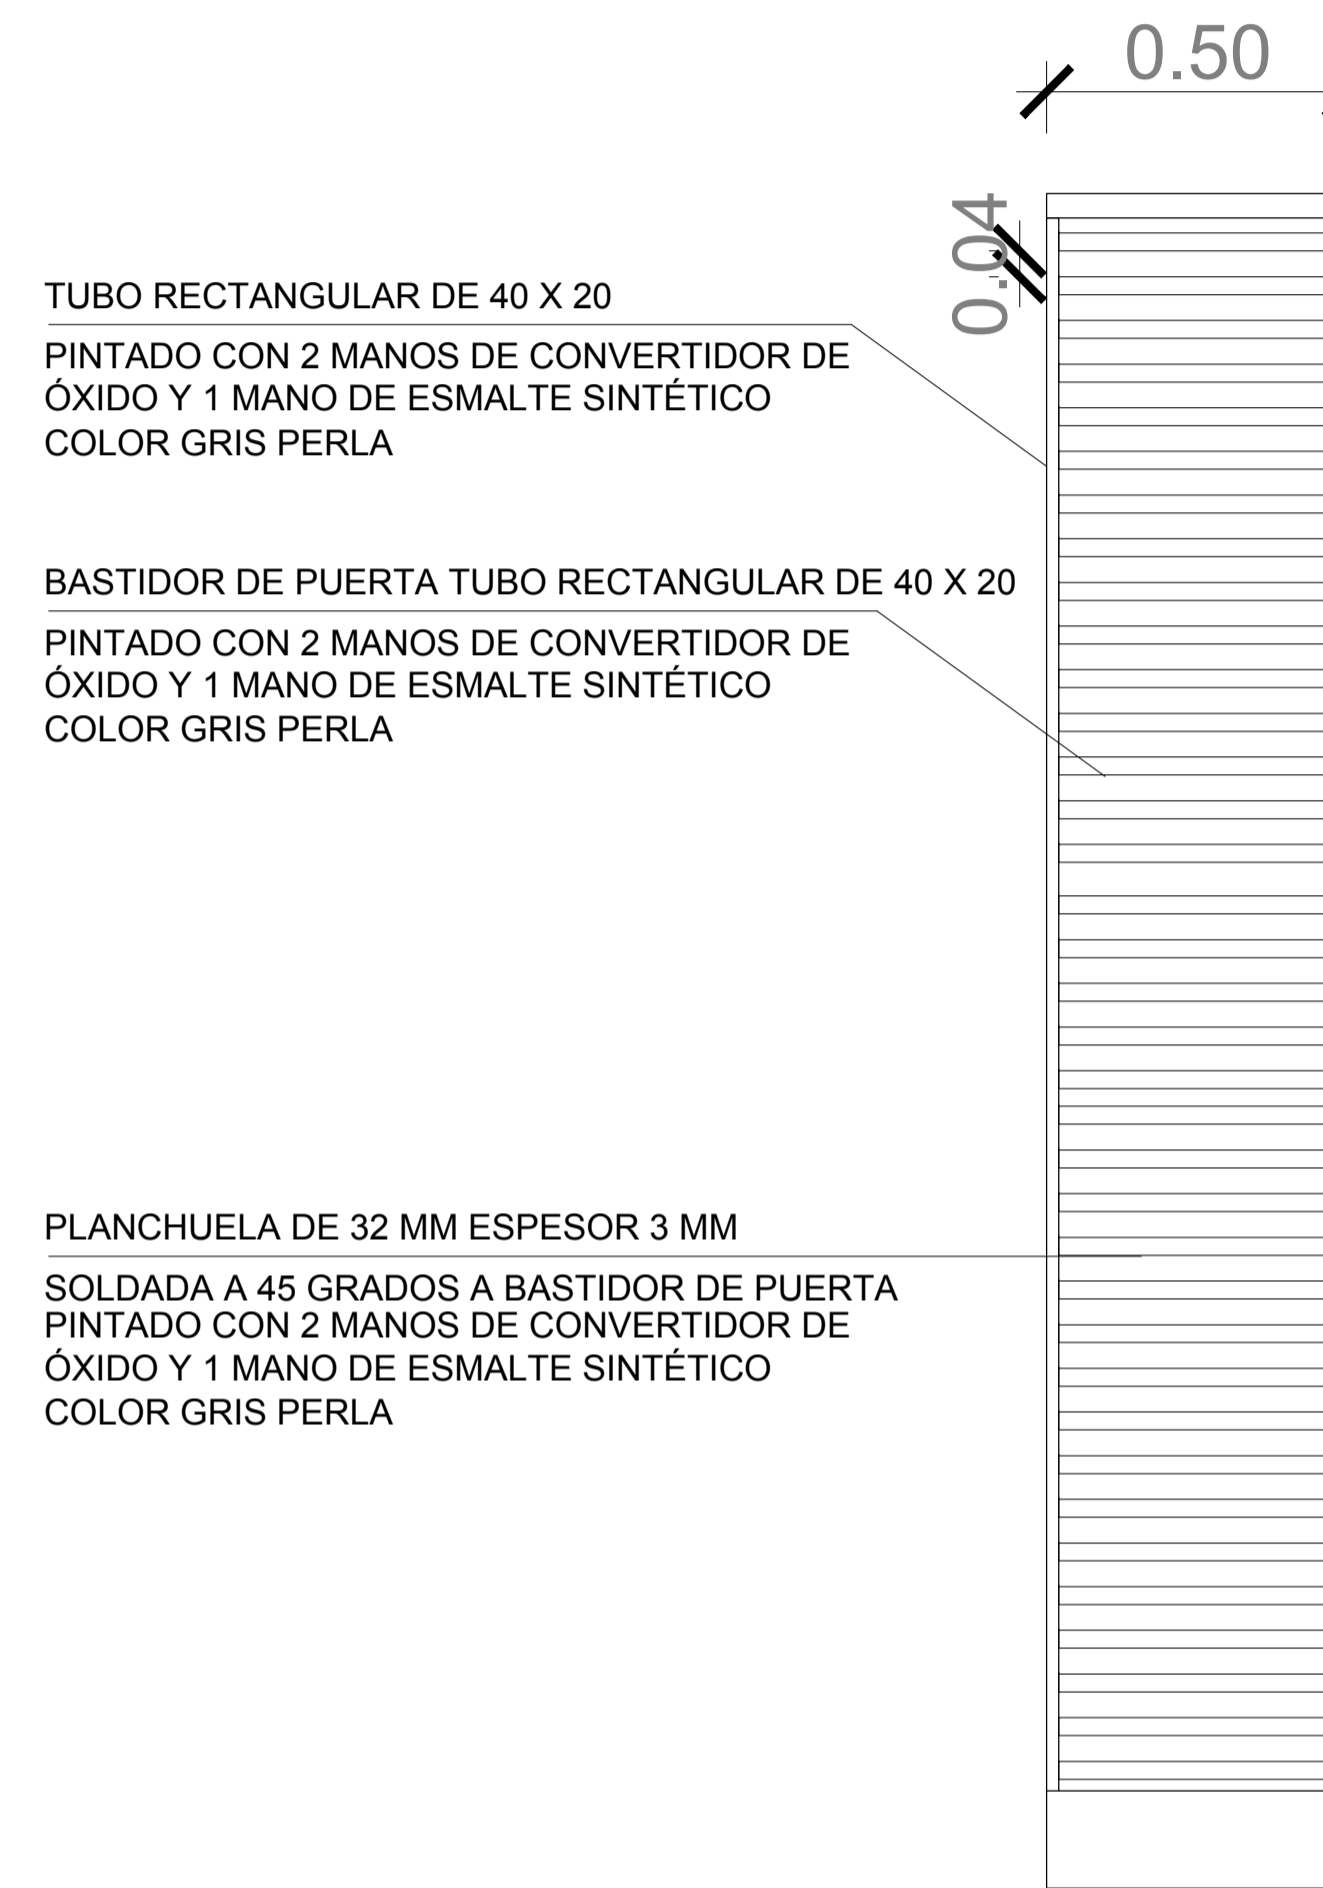 0.50
0.04
TUBO RECTANGULAR DE 40 X 20
PINTADO CON 2 MANOS DE CONVERTIDOR DE
ÓXIDO Y 1 MANO DE ESMALTE SINTÉTICO
COLOR GRIS PERLA
BASTIDOR DE PUERTA TUBO RECTANGULAR DE 40 X 20
PINTADO CON 2 MANOS DE CONVERTIDOR DE
ÓXIDO Y 1 MANO DE ESMALTE SINTÉTICO
COLOR GRIS PERLA
PLANCHUELA DE 32 MM ESPESOR 3 MM
SOLDADA A 45 GRADOS A BASTIDOR DE PUERTA
PINTADO CON 2 MANOS DE CONVERTIDOR DE
ÓXIDO Y 1 MANO DE ESMALTE SINTÉTICO
COLOR GRIS PERLA